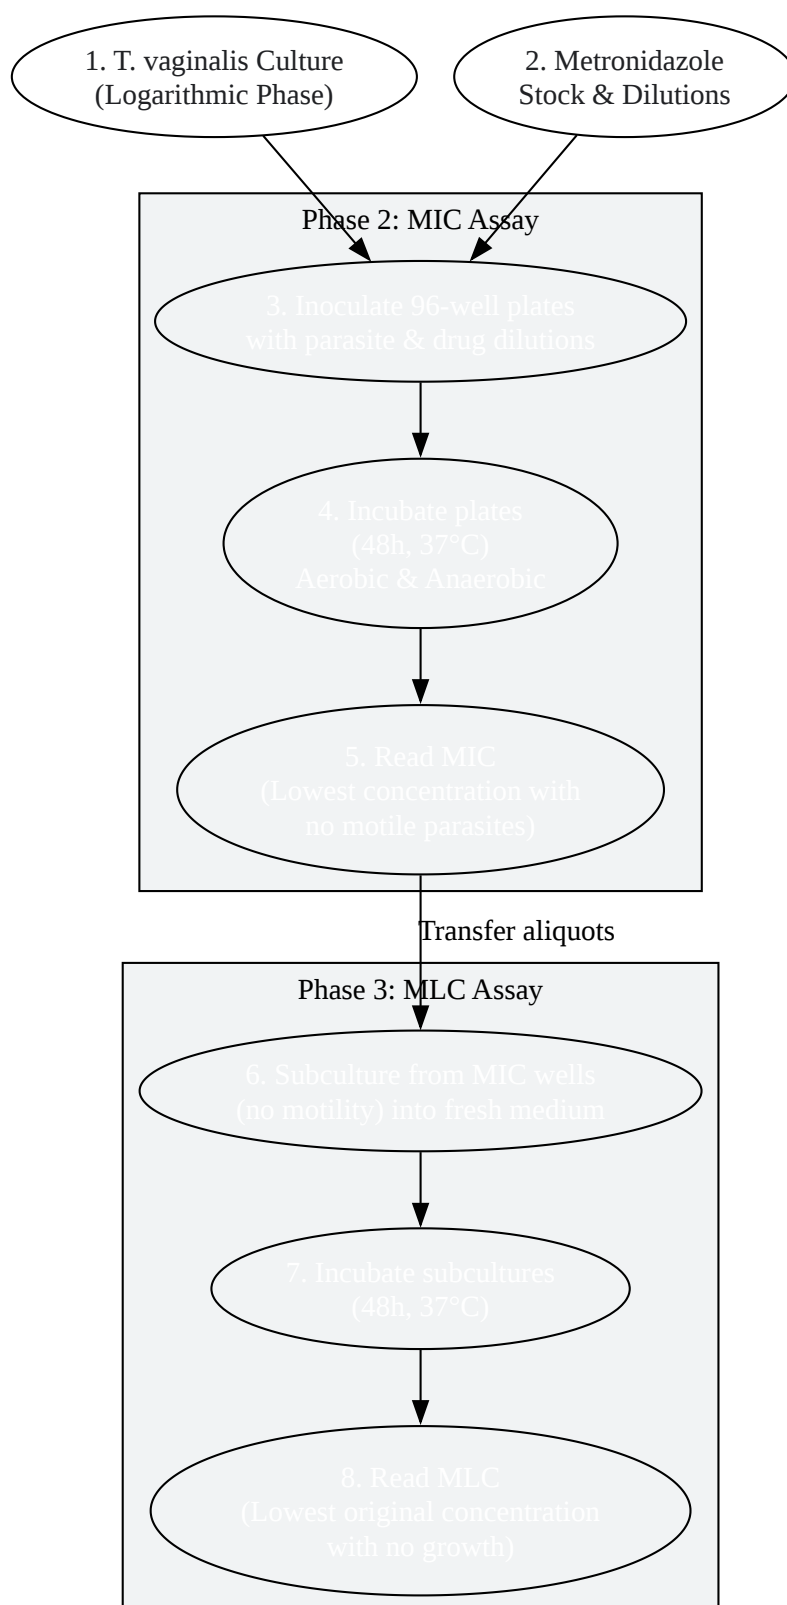 1. T. vaginalis Culture
(Logarithmic Phase)
2. Metronidazole
Stock & Dilutions
Phase 2: MIC Assay
3. Inoculate 96-well plates
with parasite & drug dilutions
4. Incubate plates
(48h, 37°C)
Aerobic & Anaerobic
5. Read MIC
(Lowest concentration with
no motile parasites)
Transfer aliquots
Phase 3: MLC Assay
6. Subculture from MIC wells
(no motility) into fresh medium
7. Incubate subcultures
(48h, 37°C)
8. Read MLC
(Lowest original concentration
with no growth)